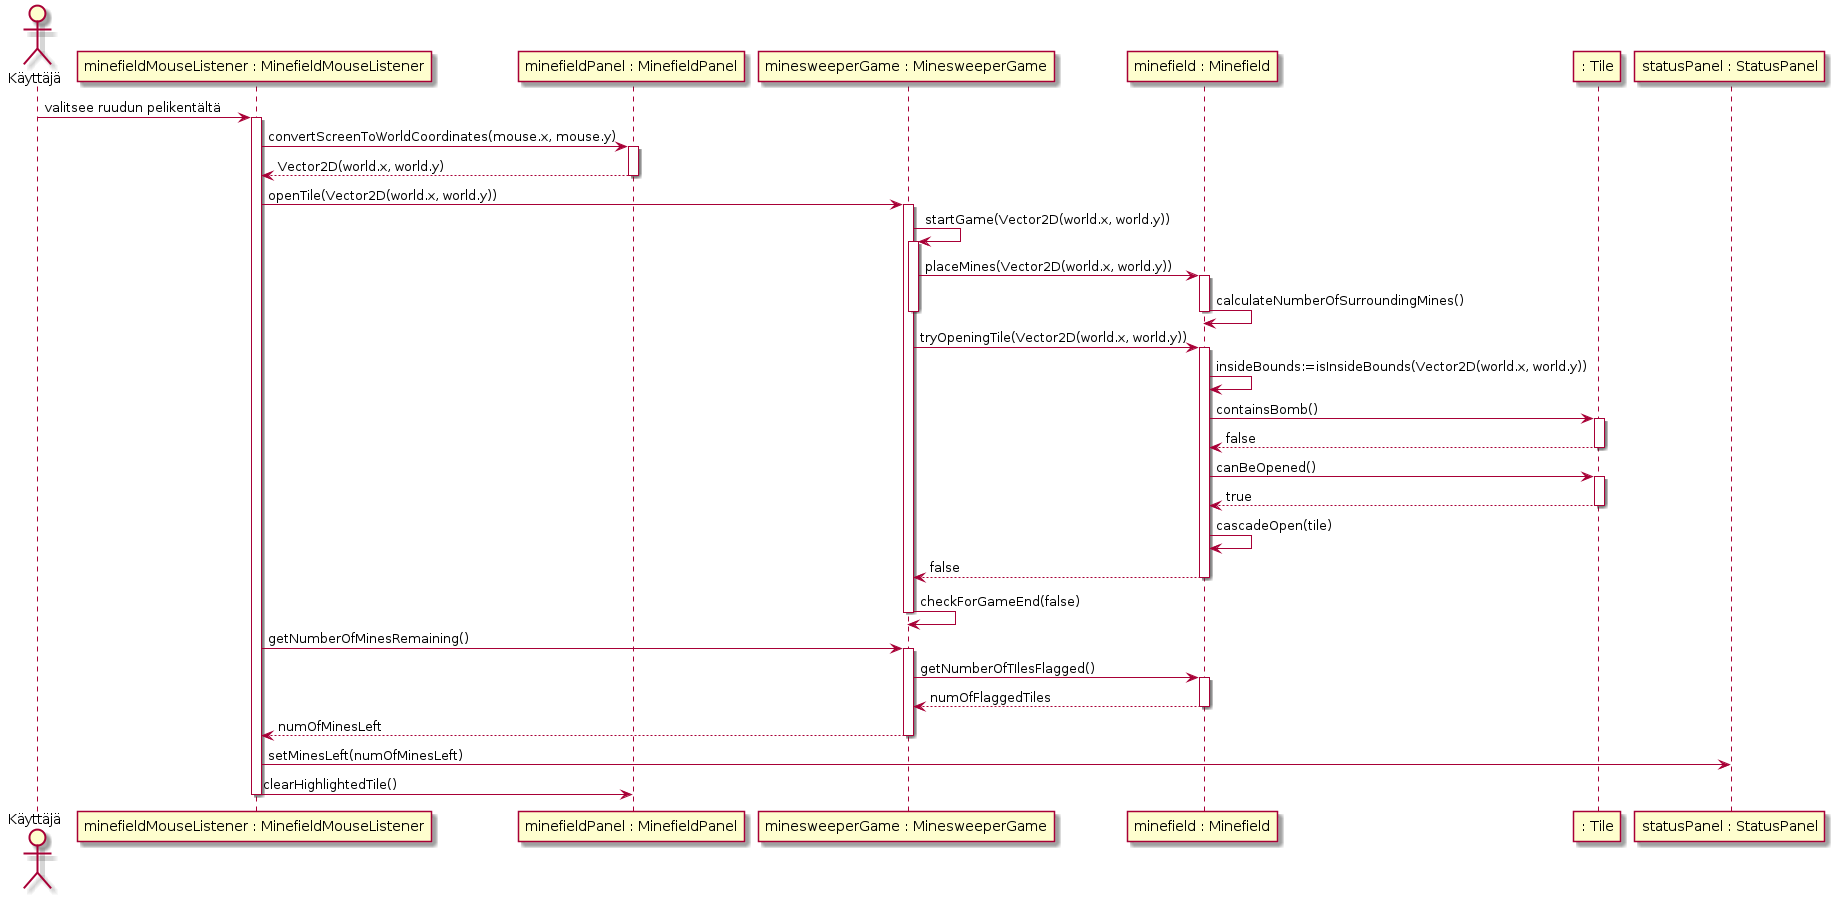 Käyttäjä
minefieldMouseListener : MinefieldMouseListener
minefieldPanel : MinefieldPanel
minesweeperGame : MinesweeperGame
minefield : Minefield
: Tile
statusPanel : StatusPanel
valitsee ruudun pelikentältä
convertScreenToWorldCoordinates(mouse.x, mouse.y)
Vector2D(world.x, world.y)
openTile(Vector2D(world.x, world.y))
startGame(Vector2D(world.x, world.y))
placeMines(Vector2D(world.x, world.y))
calculateNumberOfSurroundingMines()
tryOpeningTile(Vector2D(world.x, world.y))
insideBounds:=isInsideBounds(Vector2D(world.x, world.y))
containsBomb()
false
canBeOpened()
true
cascadeOpen(tile)
false
checkForGameEnd(false)
getNumberOfMinesRemaining()
getNumberOfTIlesFlagged()
numOfFlaggedTiles
numOfMinesLeft
setMinesLeft(numOfMinesLeft)
clearHighlightedTile()
Käyttäjä
minefieldMouseListener : MinefieldMouseListener
minefieldPanel : MinefieldPanel
minesweeperGame : MinesweeperGame
minefield : Minefield
: Tile
statusPanel : StatusPanel